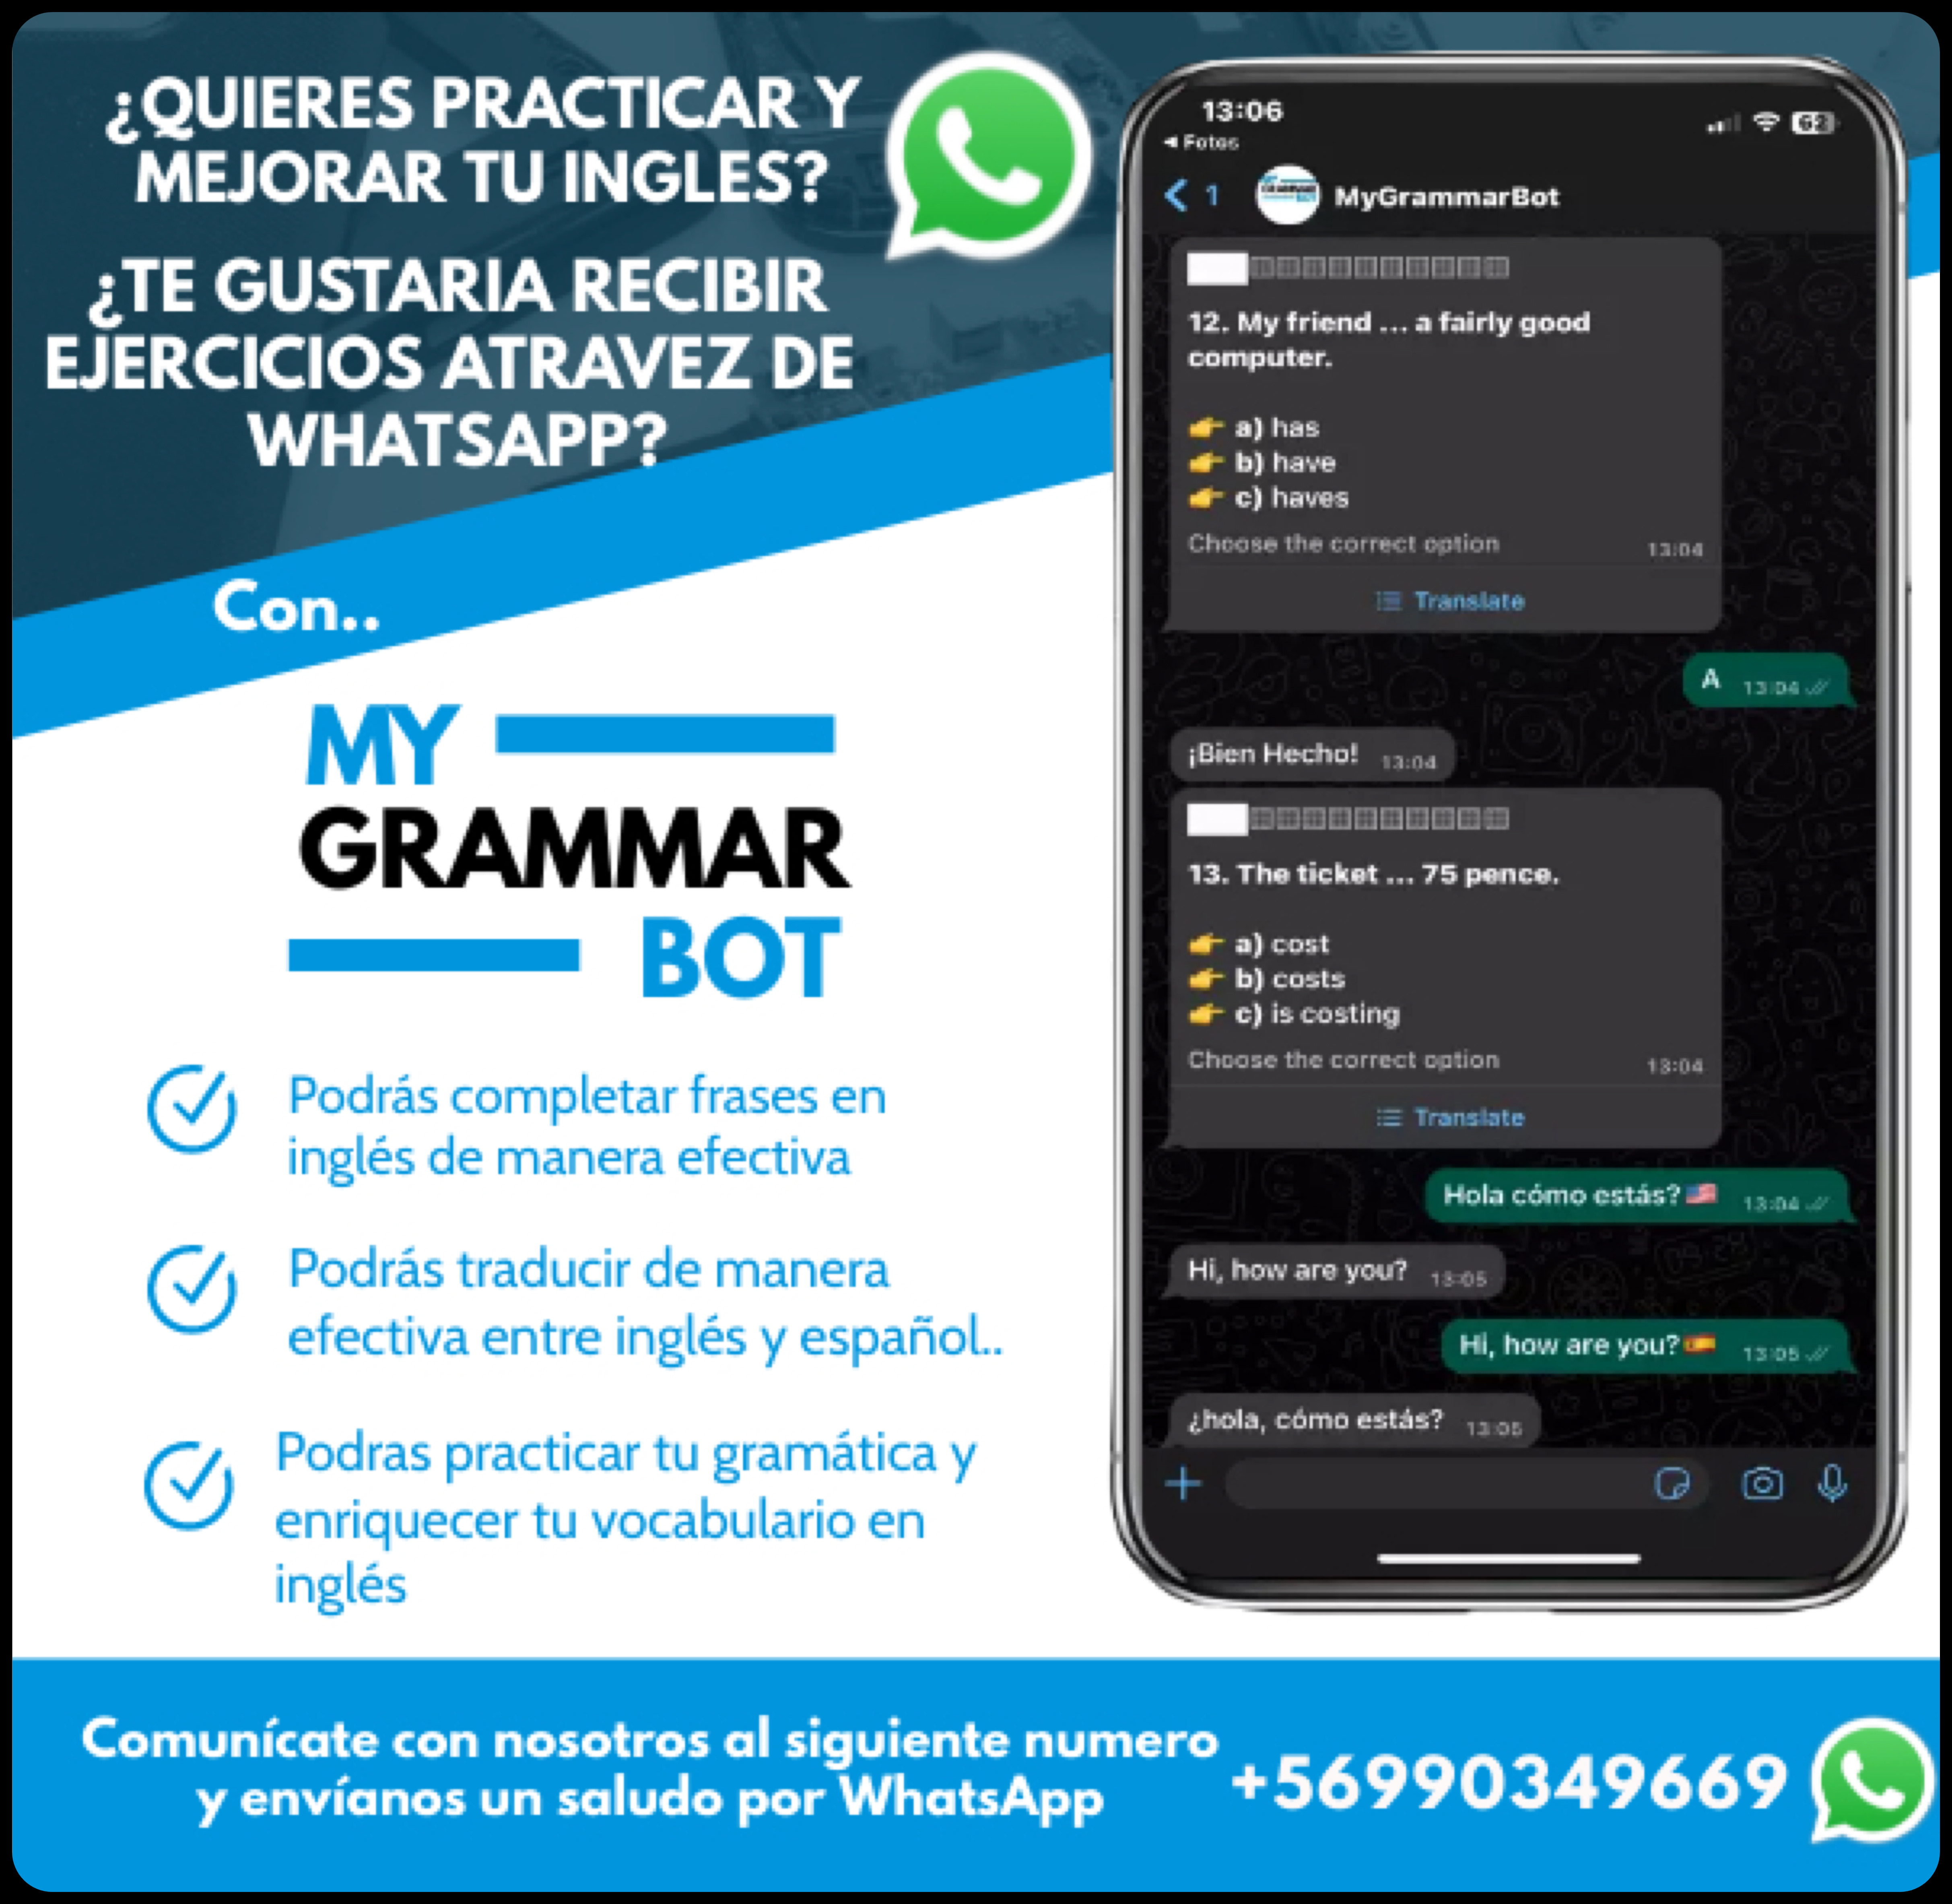 ¿QUIERES PRACTICAR Y
MEJORAR TU INGLES?
¿TE GUSTARIA RECIBIR
EJERCICIOS ATRAVEZ DE
WHATSAPP?
Con..
MY
GRAMMAR
BOT
Podrás completar frases en
inglés de manera efectiva
Podrás traducir de manera
efectiva entre inglés y español..
Podras practicar tu gramática y
enriquecer tu vocabulario en
inglés
13:06
62
◄ Fotos
1
MyGrammarBot
12. My friend ... a fairly good
computer.
a) has
b) have
c) haves
Choose the correct option 13:04
Translate
A 13:04
¡Bien Hecho! 13:04
13. The ticket ... 75 pence.
a) cost
b) costs
c) is costing
Choose the correct option 13:04
Translate
Hola cómo estás?🇺🇸 13:04
Hi, how are you? 13:05
Hi, how are you?🇪🇸 13:05
¿hola, cómo estás? 13:05
Comunícate con nosotros al siguiente numero
y envíanos un saludo por WhatsApp
+56990349669